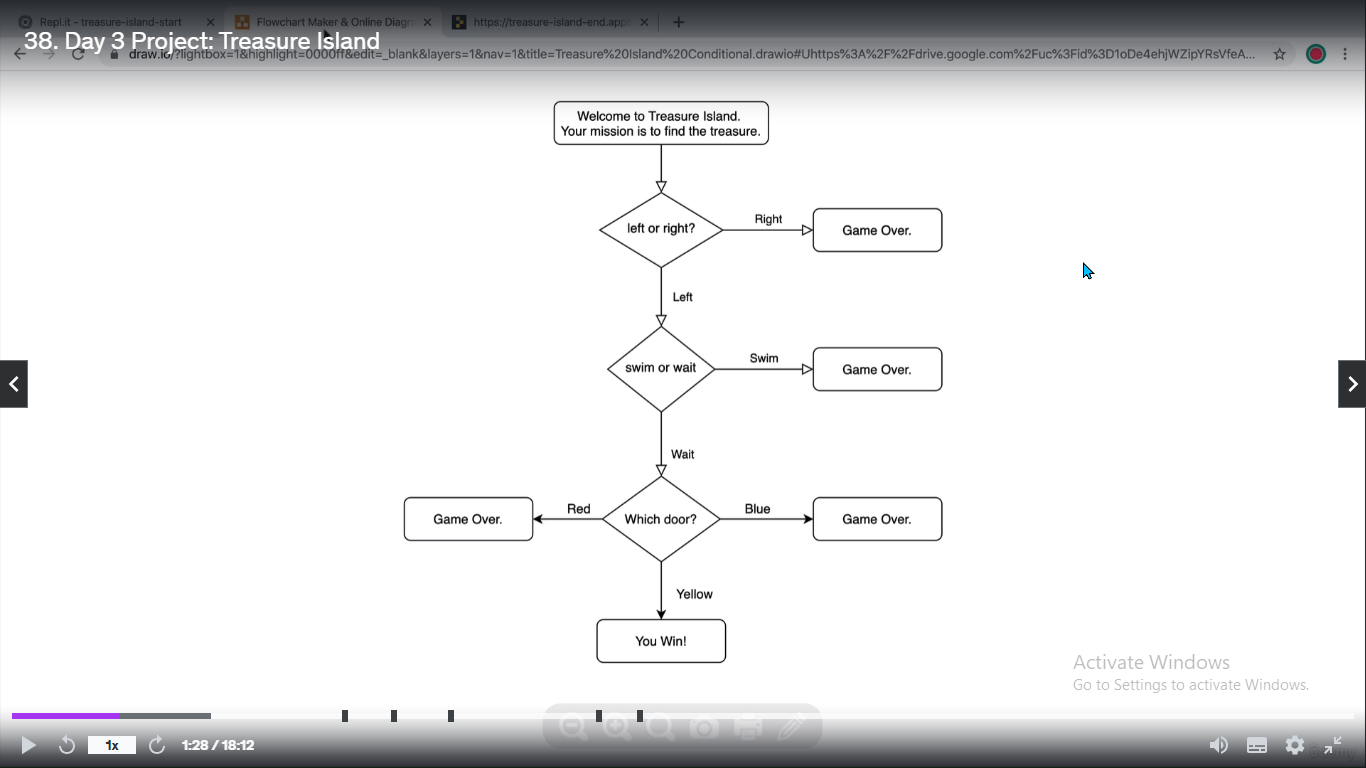 Repl.it - treasure-island-start
Flowchart Maker & Online Diagr
https://treasure-island-end.app
38. Day 3 Project: Treasure Island
draw.io/?lightbox=1&highlight=0000ff&edit=_blank&layers=1&nav=1&title=Treasure%20Island%20Conditional.drawio#Uhttps%3A%2F%2Fdrive.google.com%2Fuc%3Fid%3D1oDe4ehjWZipYRsVfeA...
Welcome to Treasure Island.
Your mission is to find the treasure.
left or right?
Right
Game Over.
Left
swim or wait
Swim
Game Over.
Wait
Game Over.
Red
Which door?
Blue
Game Over.
Yellow
You Win!
Activate Windows
Go to Settings to activate Windows.
1x
1:28 / 18:12